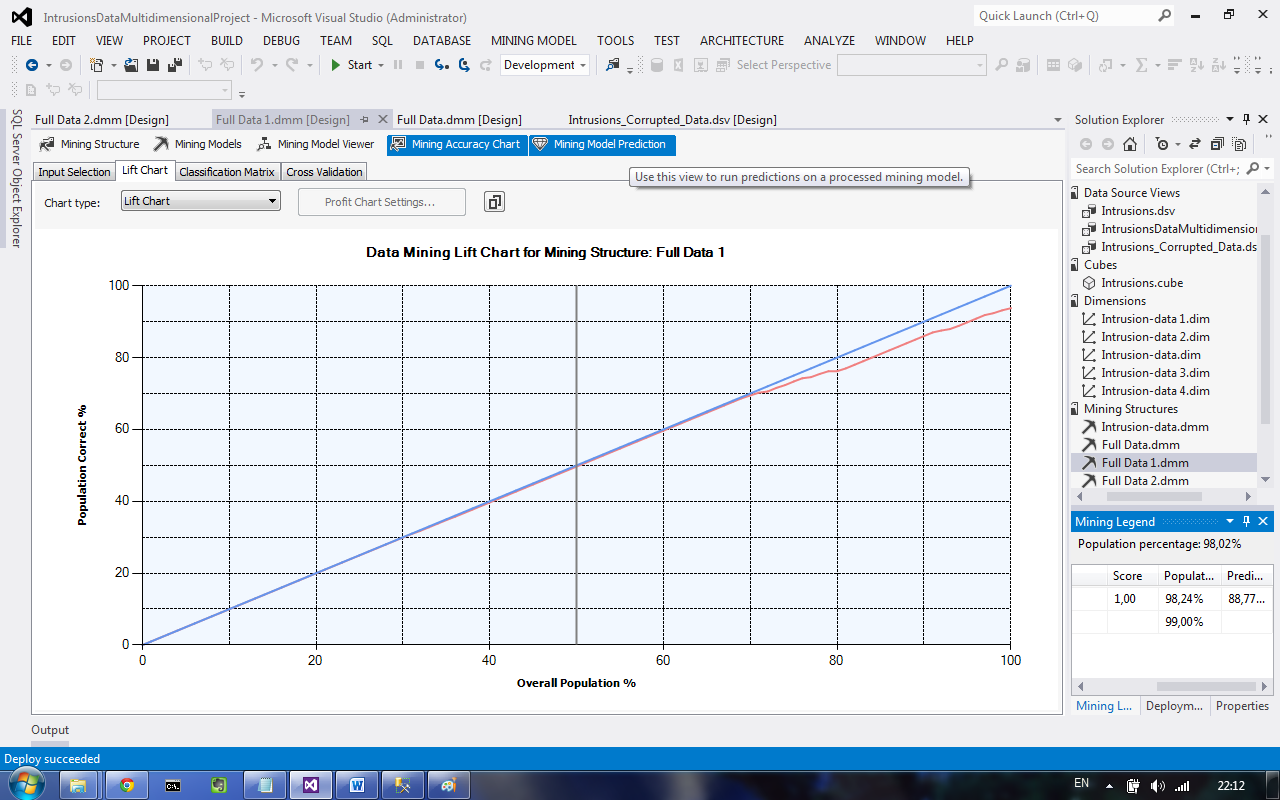 IntrusionsDataMultidimensionalProject - Microsoft Visual Studio (Administrator)
Quick Launch (Ctrl+Q)
FILE EDIT VIEW PROJECT BUILD DEBUG TEAM SQL DATABASE MINING MODEL TOOLS TEST ARCHITECTURE ANALYZE WINDOW HELP
Start Development Select Perspective
SQL Server Object Explorer
Full Data 2.dmm [Design] Full Data 1.dmm [Design] Full Data.dmm [Design] Intrusions_Corrupted_Data.dsv [Design]
Mining Structure Mining Models Mining Model Viewer Mining Accuracy Chart Mining Model Prediction
Input Selection Lift Chart Classification Matrix Cross Validation
Use this view to run predictions on a processed mining model.
Chart type: Lift Chart Profit Chart Settings...
Data Mining Lift Chart for Mining Structure: Full Data 1
Population Correct %
100
80
60
40
20
0
0 20 40 60 80 100
Overall Population %
Solution Explorer
Search Solution Explorer (Ctrl+;
Data Source Views
Intrusions.dsv
IntrusionsDataMultidimension
Intrusions_Corrupted_Data.ds
Cubes
Intrusions.cube
Dimensions
Intrusion-data 1.dim
Intrusion-data 2.dim
Intrusion-data.dim
Intrusion-data 3.dim
Intrusion-data 4.dim
Mining Structures
Intrusion-data.dmm
Full Data.dmm
Full Data 1.dmm
Full Data 2.dmm
Mining Legend
Population percentage: 98,02%
Score Populat... Predi...
1,00 98,24% 88,77...
99,00%
Mining L... Deploym... Properties
Output
Deploy succeeded
EN 22:12